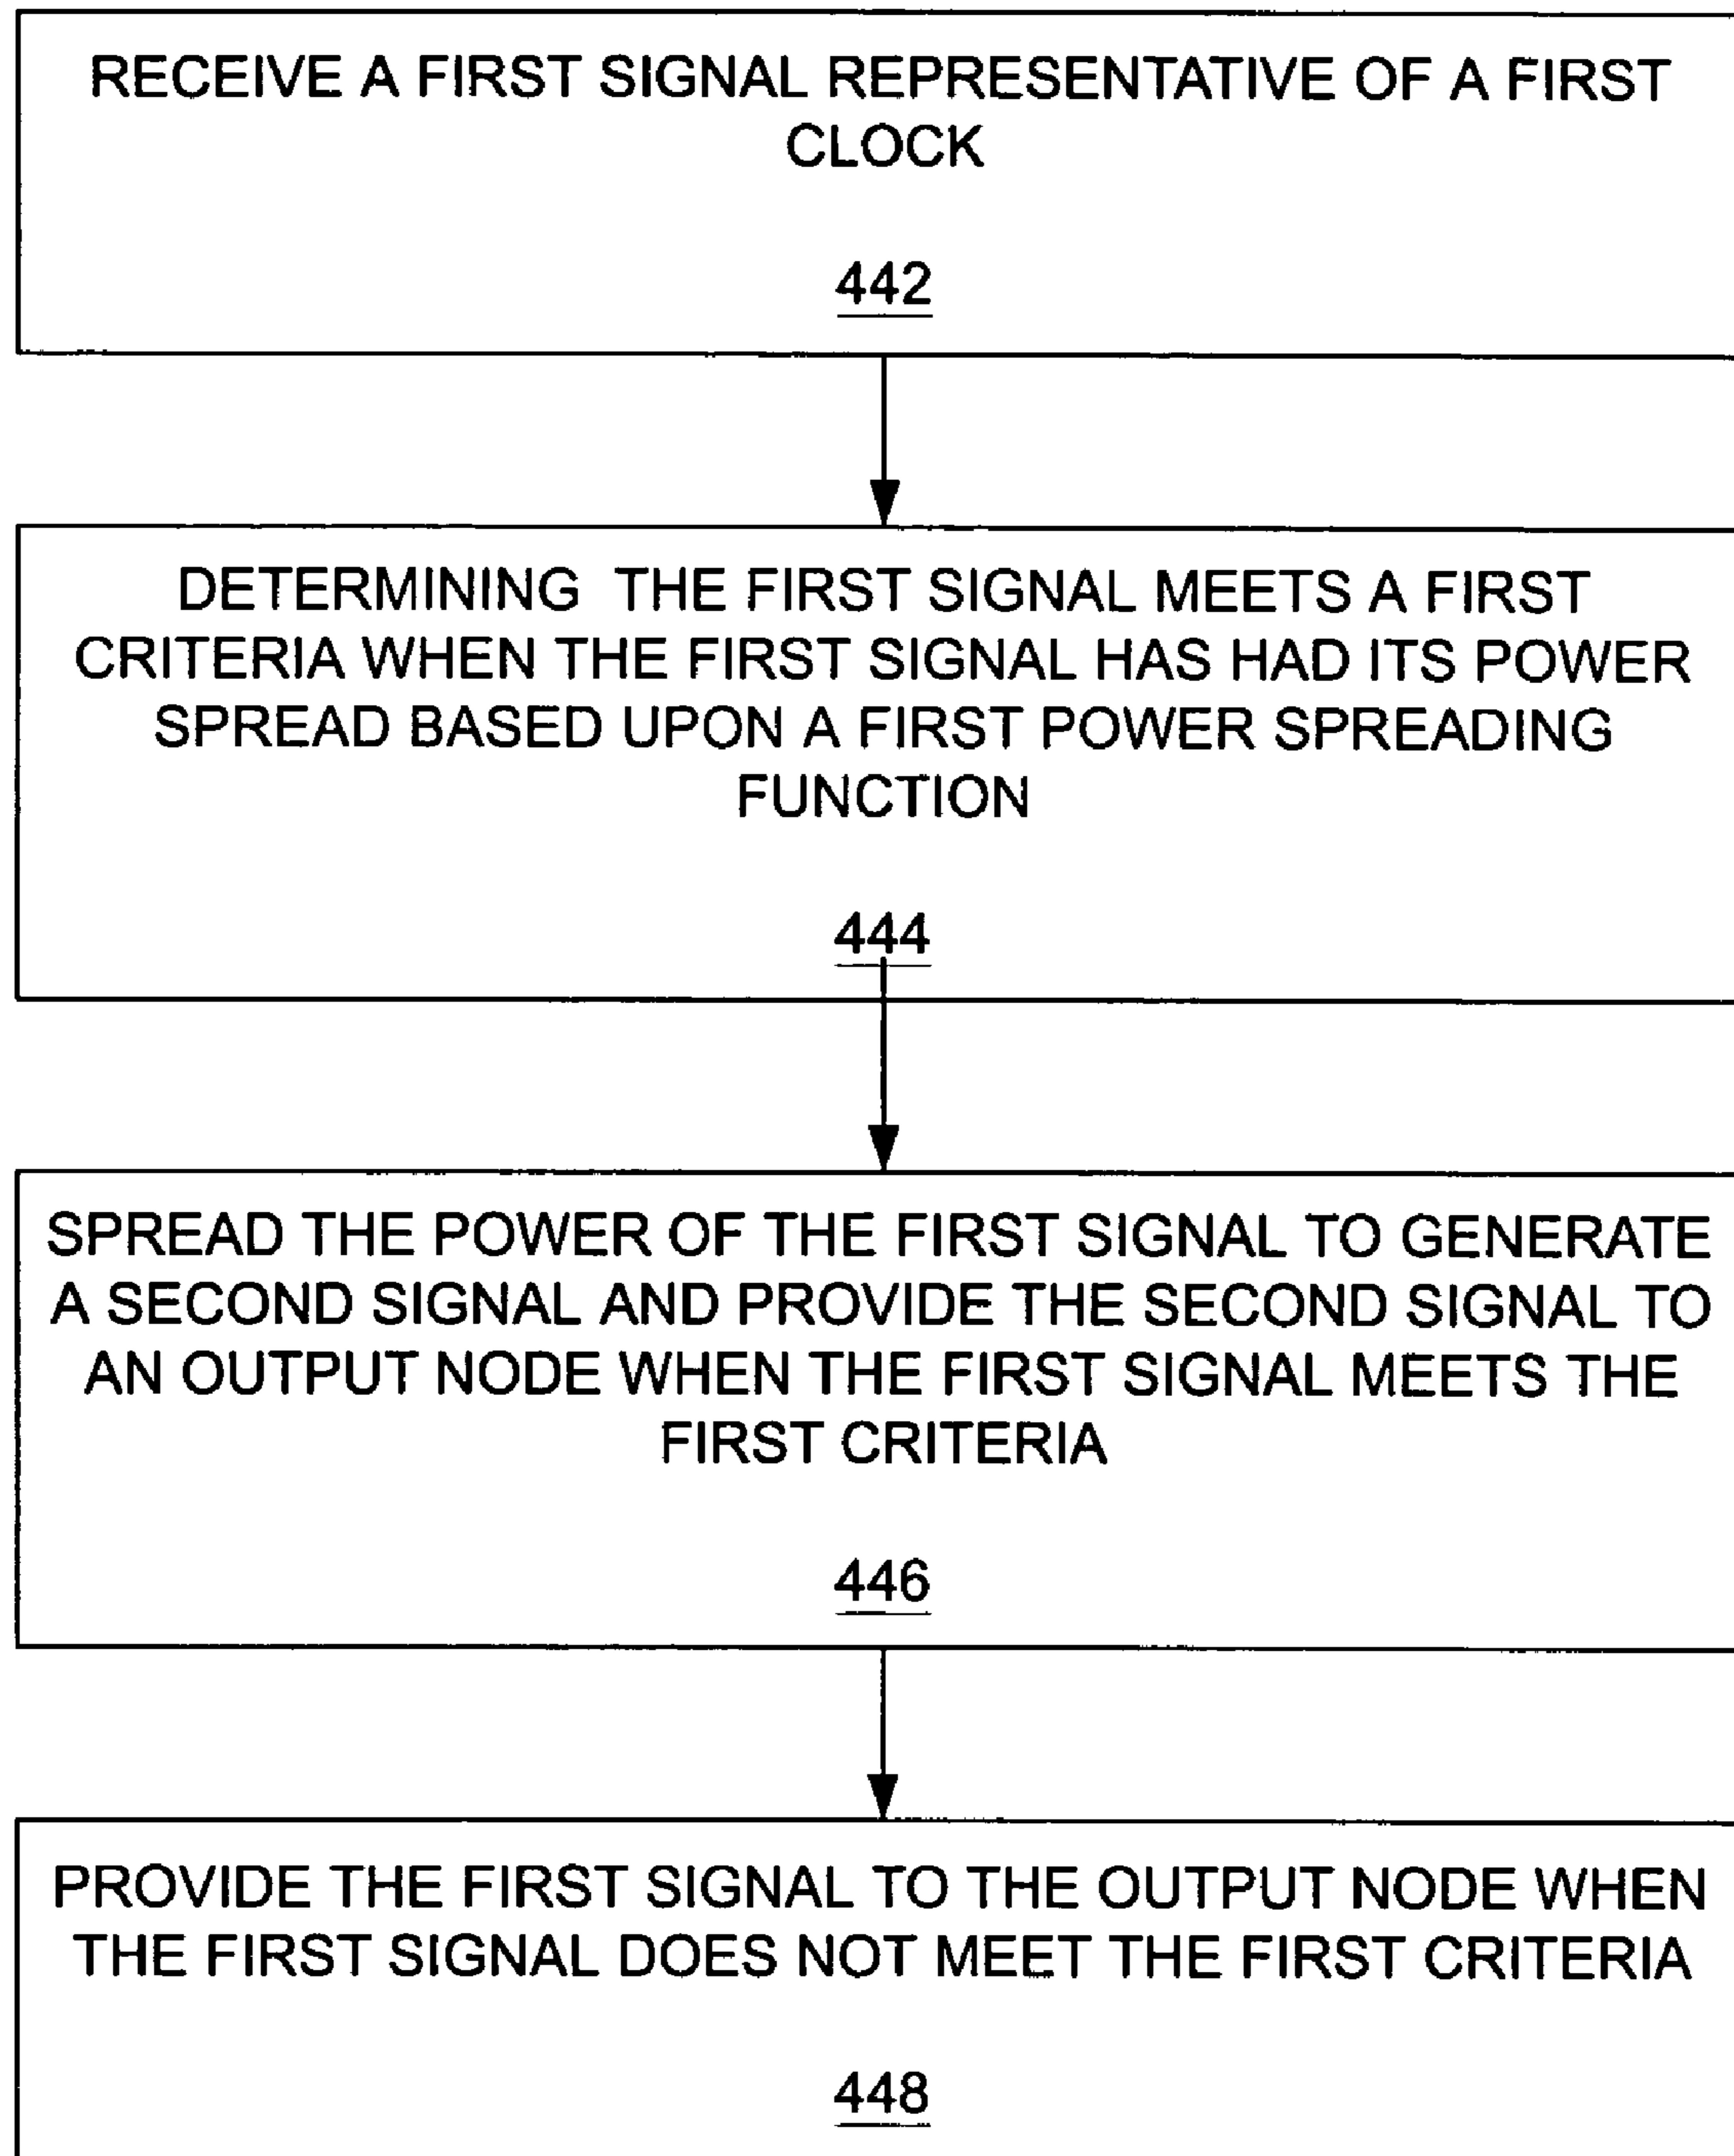 RECEIVE A FIRST SIGNAL REPRESENTATIVE OF A FIRST
CLOCK
442
DETERMINING THE FIRST SIGNAL MEETS A FIRST
CRITERIA WHEN THE FIRST SIGNAL HAS HAD ITS POWER
SPREAD BASED UPON A FIRST POWER SPREADING
FUNCTION
444
SPREAD THE POWER OF THE FIRST SIGNAL TO GENERATE
A SECOND SIGNAL AND PROVIDE THE SECOND SIGNAL TO
AN OUTPUT NODE WHEN THE FIRST SIGNAL MEETS THE
FIRST CRITERIA
446
PROVIDE THE FIRST SIGNAL TO THE OUTPUT NODE WHEN
THE FIRST SIGNAL DOES NOT MEET THE FIRST CRITERIA
448